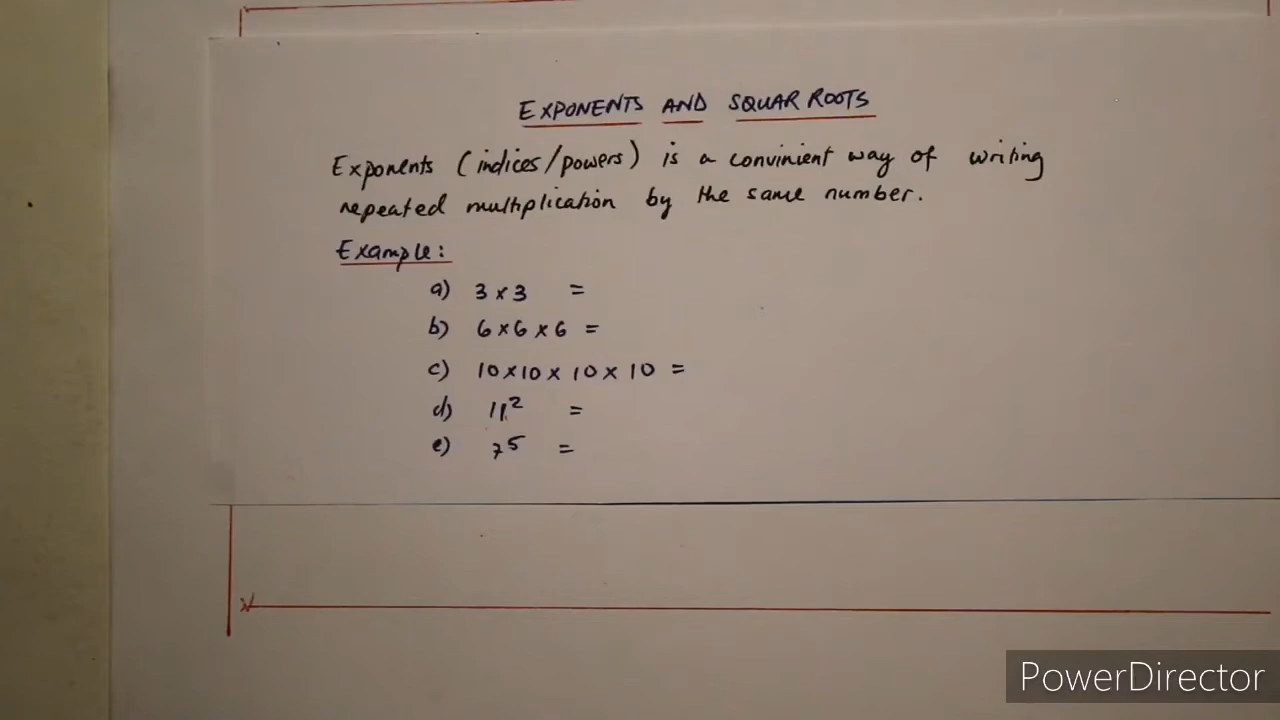 EXPONENTS AND SQUAR ROOTS
Exponents (indices/powers) is a convinient way of writing
repeated multiplication by the same number.
Example:
a) 3 × 3 =
b) 6 × 6 × 6 =
c) 10 × 10 × 10 × 10 =
d) 11² =
e) 7⁵ =
PowerDirector